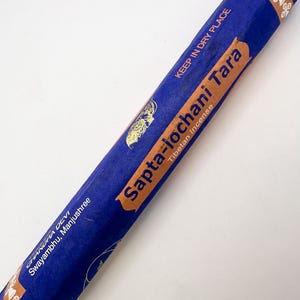 KEEP IN DRY PLACE
Sapta-lochani Tara
Tibetan Incense
Swayambhu, Manjushree